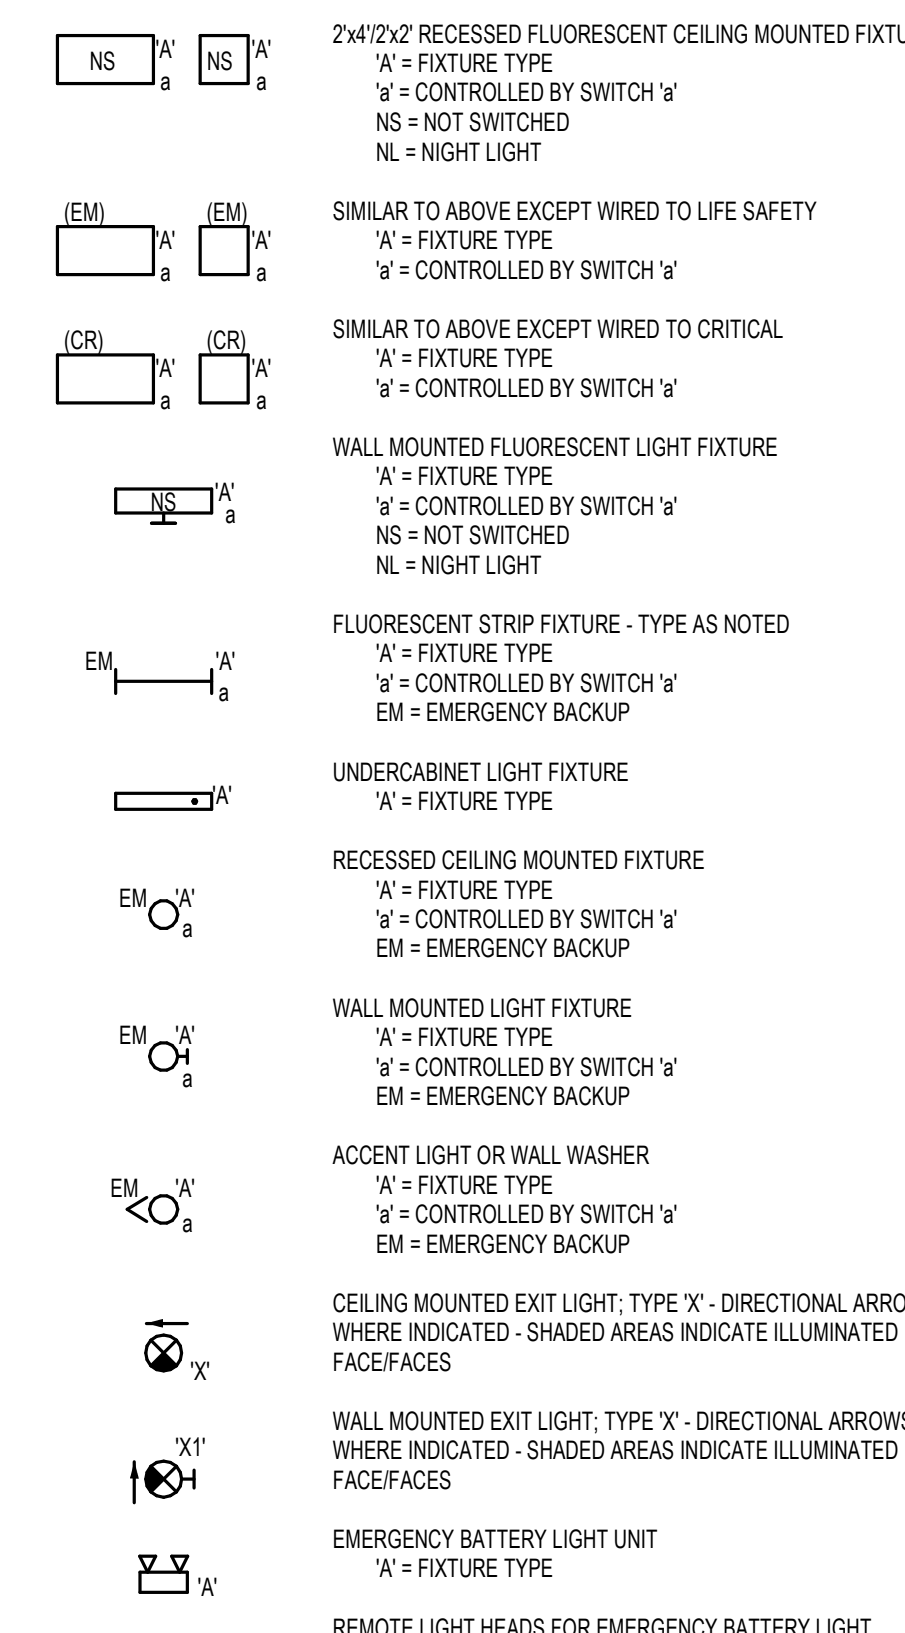 2'x4'/2'x2' RECESSED FLUORESCENT CEILING MOUNTED
NS 'A' a NS 'A' a
'A' = FIXTURE TYPE
'a' = CONTROLLED BY SWITCH 'a'
NS = NOT SWITCHED
NL = NIGHT LIGHT
(EM) 'A' a (EM) 'A' a
SIMILAR TO ABOVE EXCEPT WIRED TO LIFE SAFETY
'A' = FIXTURE TYPE
'a' = CONTROLLED BY SWITCH 'a'
(CR) 'A' a (CR) 'A' a
SIMILAR TO ABOVE EXCEPT WIRED TO CRITICAL
'A' = FIXTURE TYPE
'a' = CONTROLLED BY SWITCH 'a'
NS 'A' a
WALL MOUNTED FLUORESCENT LIGHT FIXTURE
'A' = FIXTURE TYPE
'a' = CONTROLLED BY SWITCH 'a'
NS = NOT SWITCHED
NL = NIGHT LIGHT
EM 'A' a
FLUORESCENT STRIP FIXTURE - TYPE AS NOTED
'A' = FIXTURE TYPE
'a' = CONTROLLED BY SWITCH 'a'
EM = EMERGENCY BACKUP
'A'
UNDERCABINET LIGHT FIXTURE
'A' = FIXTURE TYPE
EM 'A' a
RECESSED CEILING MOUNTED FIXTURE
'A' = FIXTURE TYPE
'a' = CONTROLLED BY SWITCH 'a'
EM = EMERGENCY BACKUP
EM 'A' a
WALL MOUNTED LIGHT FIXTURE
'A' = FIXTURE TYPE
'a' = CONTROLLED BY SWITCH 'a'
EM = EMERGENCY BACKUP
EM 'A' a
ACCENT LIGHT OR WALL WASHER
'A' = FIXTURE TYPE
'a' = CONTROLLED BY SWITCH 'a'
EM = EMERGENCY BACKUP
'X'
CEILING MOUNTED EXIT LIGHT; TYPE 'X' - DIRECTIONAL
WHERE INDICATED - SHADED AREAS INDICATE ILLUMINATED
FACE/FACES
'X1'
WALL MOUNTED EXIT LIGHT; TYPE 'X' - DIRECTIONAL ARROWS
WHERE INDICATED - SHADED AREAS INDICATE ILLUMINATED
FACE/FACES
'A'
EMERGENCY BATTERY LIGHT UNIT
'A' = FIXTURE TYPE
REMOTE LIGHT HEADS FOR EMERGENCY BATTERY LIGHT